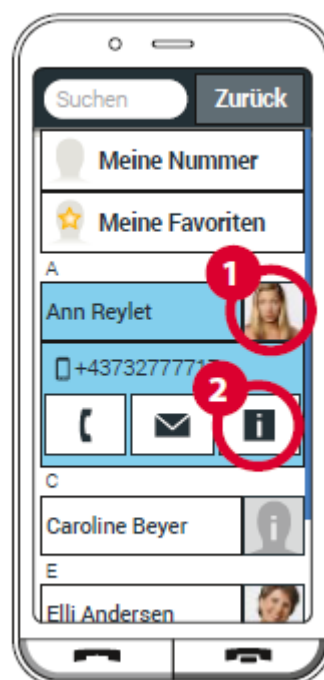 Suchen Zurück
Meine Nummer
Meine Favoriten
A
1
Ann Reylet
2
C
Caroline Beyer
E
Elli Andersen